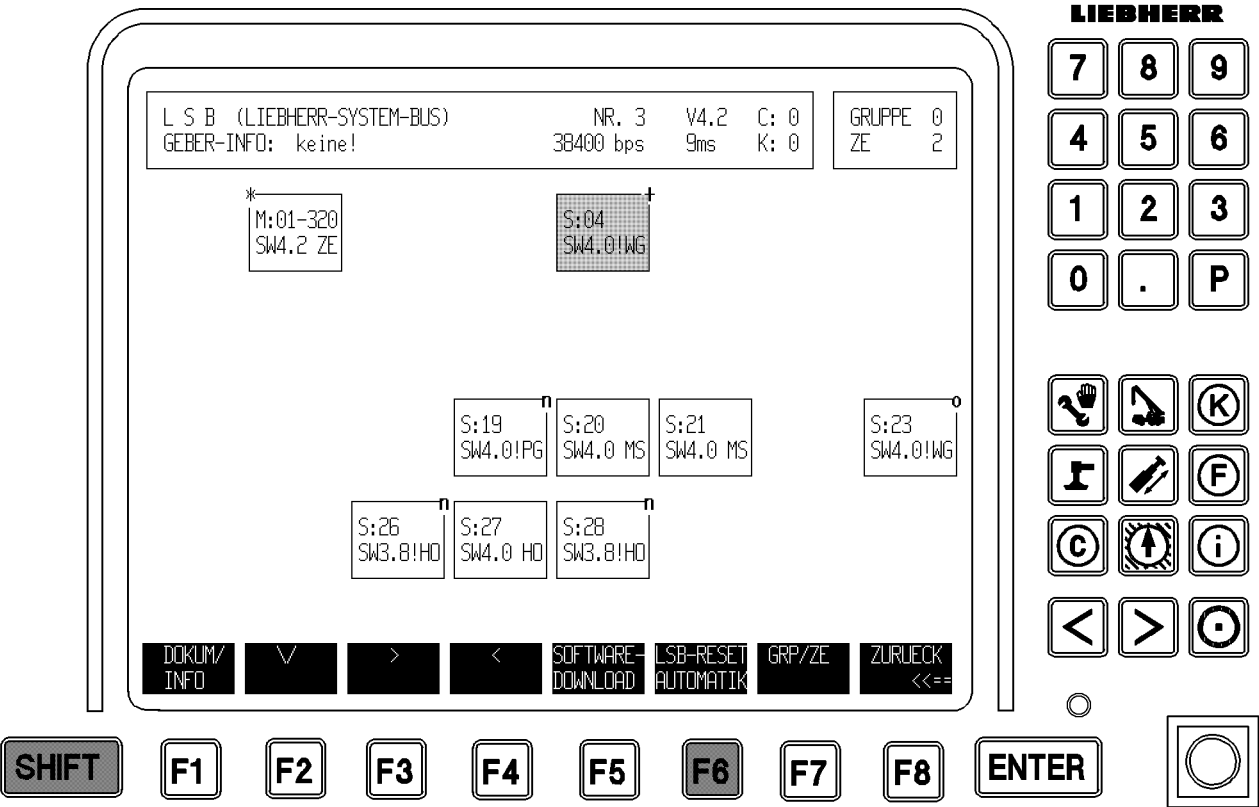 LIEBHERR
L S B (LIEBHERR-SYSTEM-BUS) NR. 3 V4.2 C: 0
GEBER-INFO: keine! 38400 bps 9ms K: 0
GRUPPE 0
ZE 2
*
M:01-320
SW4.2 ZE
+
S:04
SW4.0!WG
n
S:19
SW4.0!PG
S:20
SW4.0 MS
S:21
SW4.0 MS
o
S:23
SW4.0!WG
n
S:26
SW3.8!HO
S:27
SW4.0 HO
n
S:28
SW3.8!HO
DOKUM/
INFO
\/
>
<
SOFTWARE-
DOWNLOAD
LSB-RESET
AUTOMATIK
GRP/ZE
ZURUECK
<<==
7 8 9
4 5 6
1 2 3
0 . P
K
F
C i
< >
SHIFT F1 F2 F3 F4 F5 F6 F7 F8 ENTER